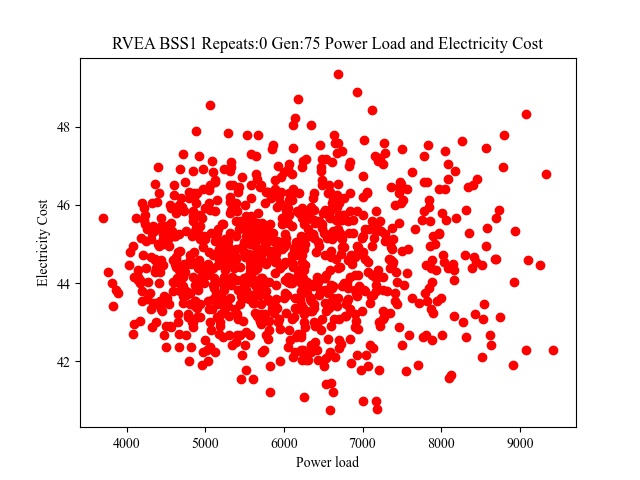 RVEA BSS1 Repeats:0 Gen:75 Power Load and Electricity Cost
48
46
44
42
Electricity Cost
4000 5000 6000 7000 8000 9000
Power load